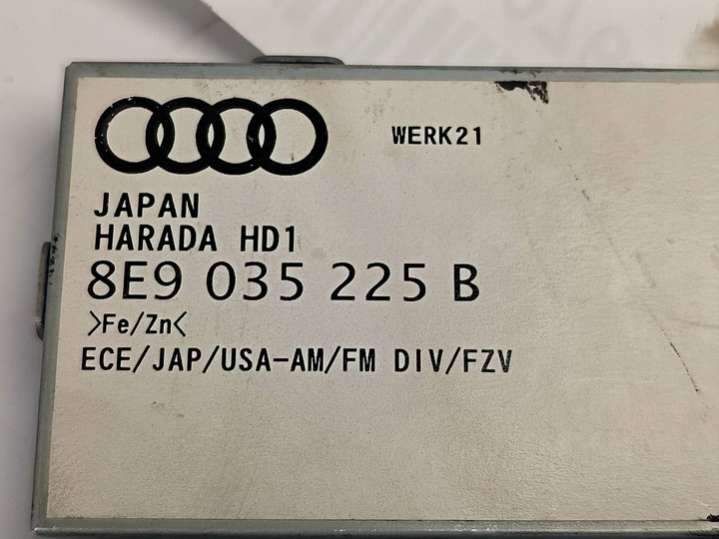 WERK21
JAPAN
HARADA HD1
8E9 035 225 B
>Fe/Zn<
ECE/JAP/USA-AM/FM DIV/FZV